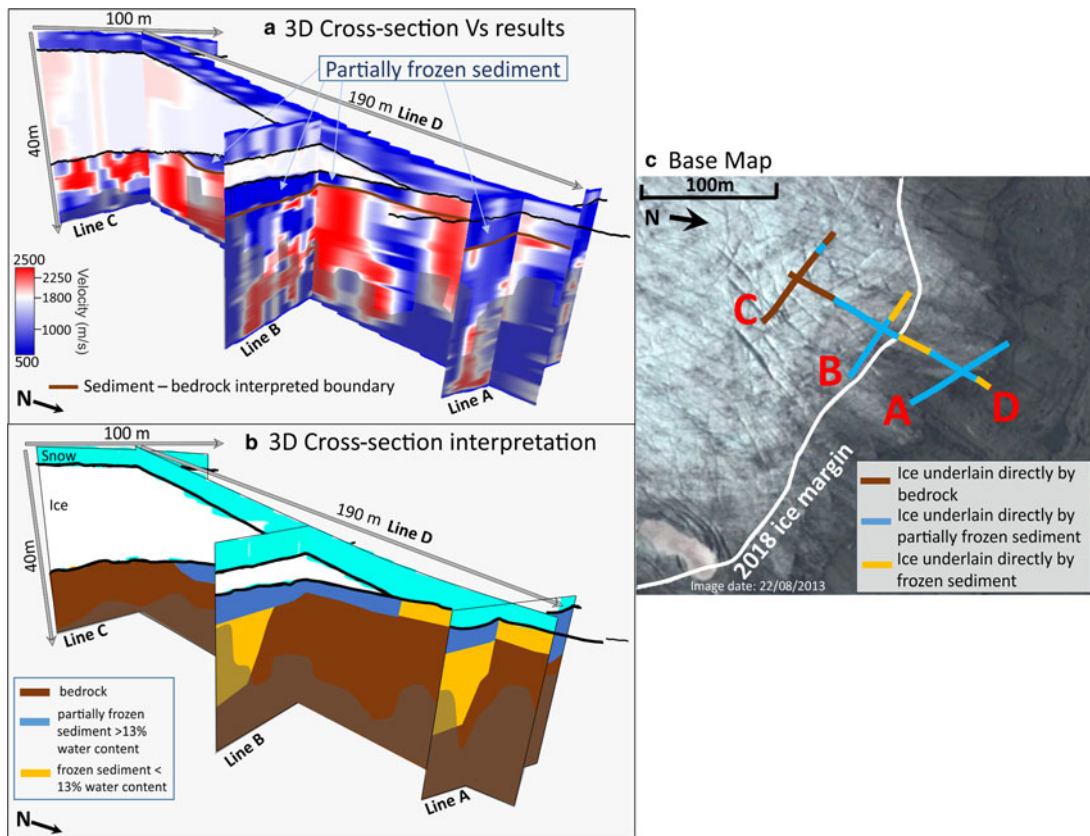 100 m
a 3D Cross-section Vs results
Partially frozen sediment
190 m Line D
40m
Line C
2500
2250
1800
1000
500
Velocity (m/s)
Line B
Line A
N
Sediment – bedrock interpreted boundary
100 m
b 3D Cross-section interpretation
Snow
Ice
190 m Line D
40m
Line C
bedrock
partially frozen
sediment >13%
water content
frozen sediment <
13% water content
Line B
Line A
N
c Base Map
100m
N
C
B
A
D
2018 ice margin
Ice underlain directly by
bedrock
Ice underlain directly by
partially frozen sediment
Ice underlain directly by
frozen sediment
Image date: 22/08/2013